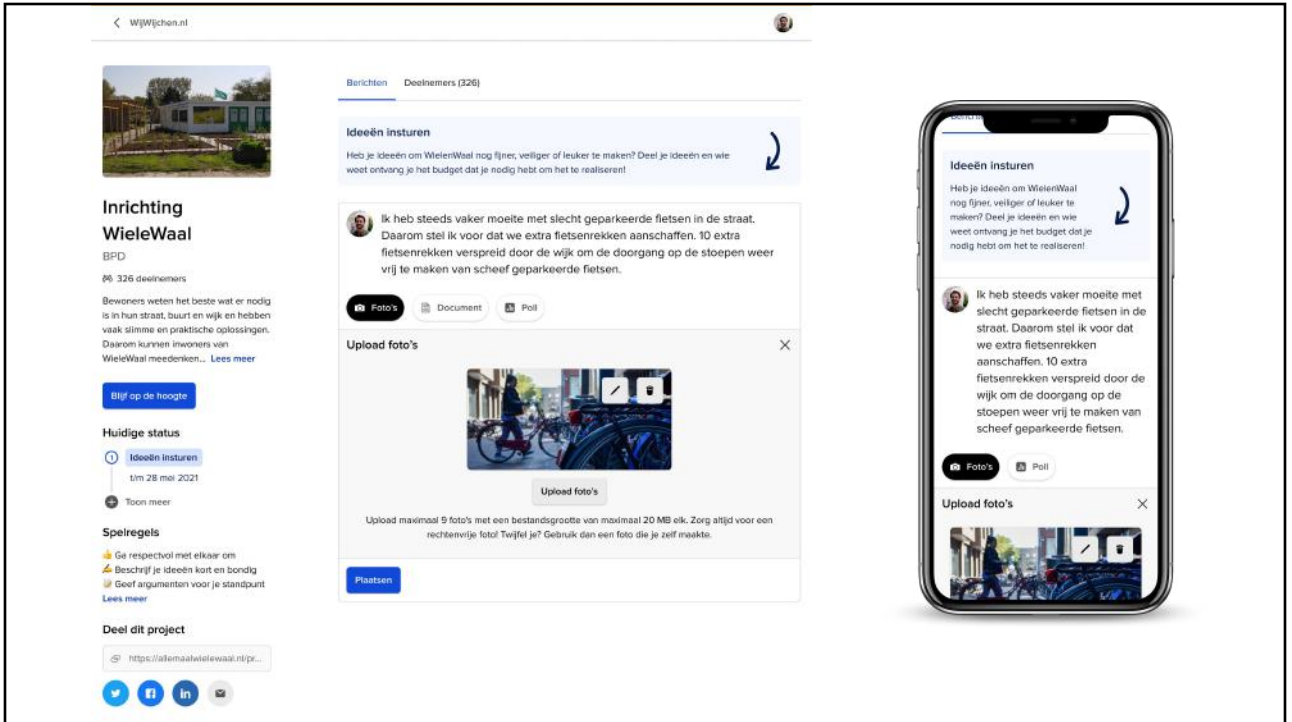 WijWijchen.nl
Inrichting
WieleWaal
BPD
326 deelnemers
Bewoners weten het beste wat er nodig
is in hun straat, buurt en wijk en hebben
vaak slimme en praktische oplossingen.
Daarom kunnen inwoners van
WieleWaal meedenken... Lees meer
Blijf op de hoogte
Huidige status
1 Ideeën insturen
t/m 28 mei 2021
Toon meer
Spelregels
Ga respectvol met elkaar om
Beschrijf je ideeën kort en bondig
Geef argumenten voor je standpunt
Lees meer
Deel dit project
https://allemaalwielewaal.nl/pr...
Berichten Deelnemers (326)
Ideeën insturen
Heb je ideeën om WielenWaal nog fijner, veiliger of leuker te maken? Deel je ideeën en wie
weet ontvang je het budget dat je nodig hebt om het te realiseren!
Ik heb steeds vaker moeite met slecht geparkeerde fietsen in de straat.
Daarom stel ik voor dat we extra fietsenrekken aanschaffen. 10 extra
fietsenrekken verspreid door de wijk om de doorgang op de stoepen weer
vrij te maken van scheef geparkeerde fietsen.
Foto's Document Poll
Upload foto's
Upload foto's
Upload maximaal 9 foto's met een bestandsgrootte van maximaal 20 MB elk. Zorg altijd voor een
rechtenvrije foto! Twijfel je? Gebruik dan een foto die je zelf maakte.
Plaatsen
Ideeën insturen
Heb je ideeën om WielenWaal
nog fijner, veiliger of leuker te
maken? Deel je ideeën en wie
weet ontvang je het budget dat je
nodig hebt om het te realiseren!
Ik heb steeds vaker moeite met
slecht geparkeerde fietsen in de
straat. Daarom stel ik voor dat
we extra fietsenrekken
aanschaffen. 10 extra
fietsenrekken verspreid door de
wijk om de doorgang op de
stoepen weer vrij te maken van
scheef geparkeerde fietsen.
Foto's Poll
Upload foto's